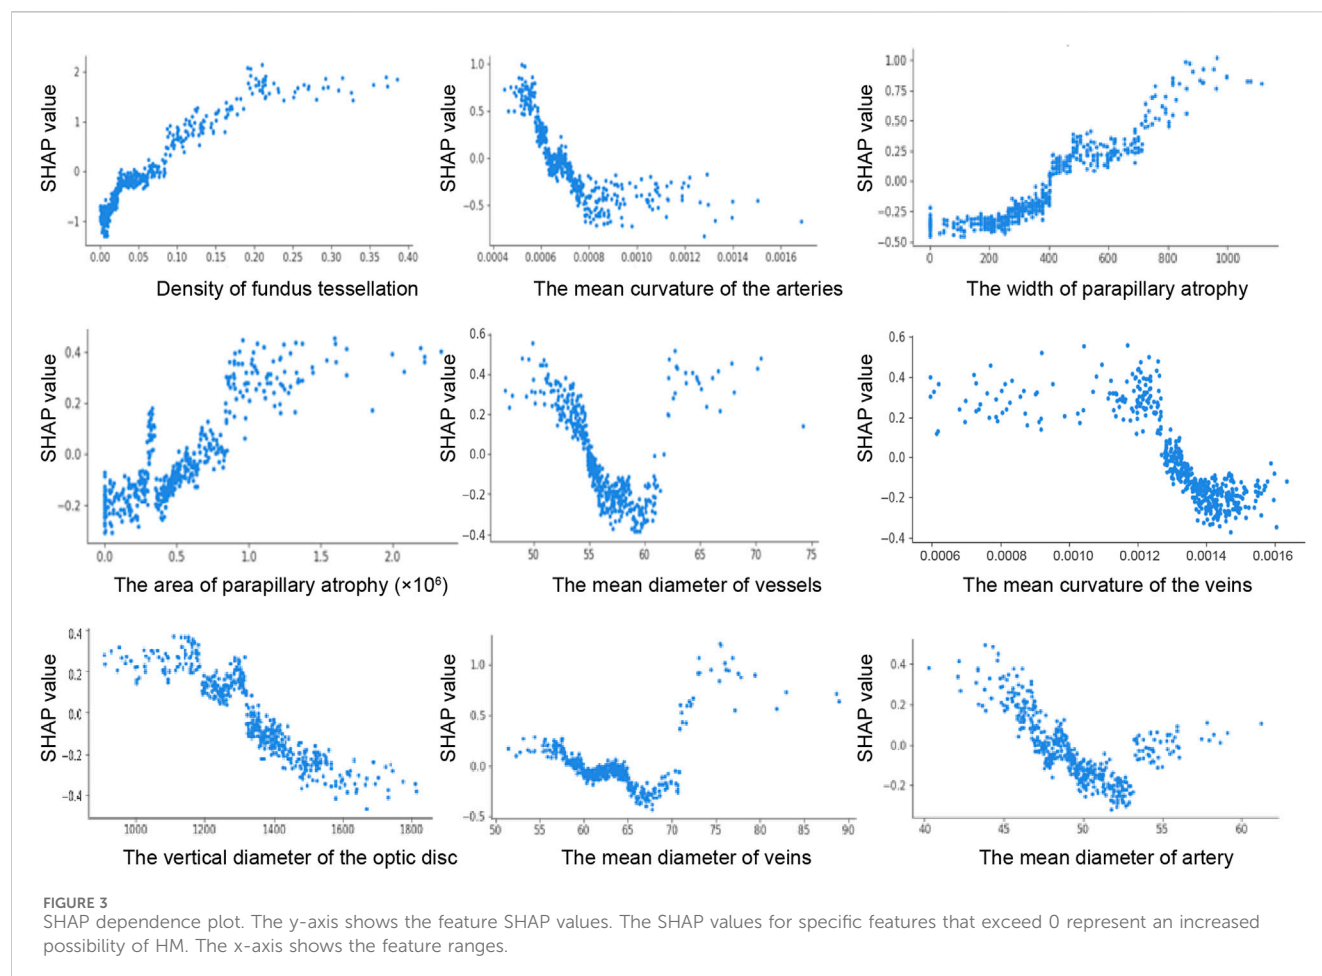 SHAP value
2
1
0
−1
0.00 0.05 0.10 0.15 0.20 0.25 0.30 0.35 0.40
Density of fundus tessellation
SHAP value
1.0
0.5
0.0
−0.5
0.0004 0.0006 0.0008 0.0010 0.0012 0.0014 0.0016
The mean curvature of the arteries
SHAP value
1.00
0.75
0.50
0.25
0.00
−0.25
−0.50
0 200 400 600 800 1000
The width of parapillary atrophy
SHAP value
0.4
0.2
0.0
−0.2
0.0 0.5 1.0 1.5 2.0
The area of parapillary atrophy (×10⁶)
SHAP value
0.6
0.4
0.2
0.0
−0.2
−0.4
50 55 60 65 70 75
The mean diameter of vessels
SHAP value
0.6
0.4
0.2
0.0
−0.2
−0.4
0.0006 0.0008 0.0010 0.0012 0.0014 0.0016
The mean curvature of the veins
SHAP value
0.4
0.2
0.0
−0.2
−0.4
1000 1200 1400 1600 1800
The vertical diameter of the optic disc
SHAP value
1.0
0.5
0.0
−0.5
50 55 60 65 70 75 80 85 90
The mean diameter of veins
SHAP value
0.4
0.2
0.0
−0.2
40 45 50 55 60
The mean diameter of artery
FIGURE 3
SHAP dependence plot. The y-axis shows the feature SHAP values. The SHAP values for specific features that exceed 0 represent an increased
possibility of HM. The x-axis shows the feature ranges.